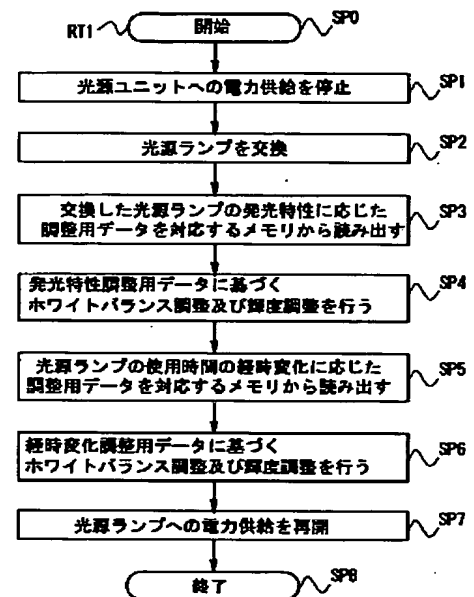 RT1 開始 SP0
光源ユニットへの電力供給を停止 SP1
光源ランプを交換 SP2
交換した光源ランプの発光特性に応じた
調整用データを対応するメモリから読み出す SP3
発光特性調整用データに基づく
ホワイトバランス調整及び輝度調整を行う SP4
光源ランプの使用時間の経時変化に応じた
調整用データを対応するメモリから読み出す SP5
経時変化調整用データに基づく
ホワイトバランス調整及び輝度調整を行う SP6
光源ランプへの電力供給を再開 SP7
終了 SP8